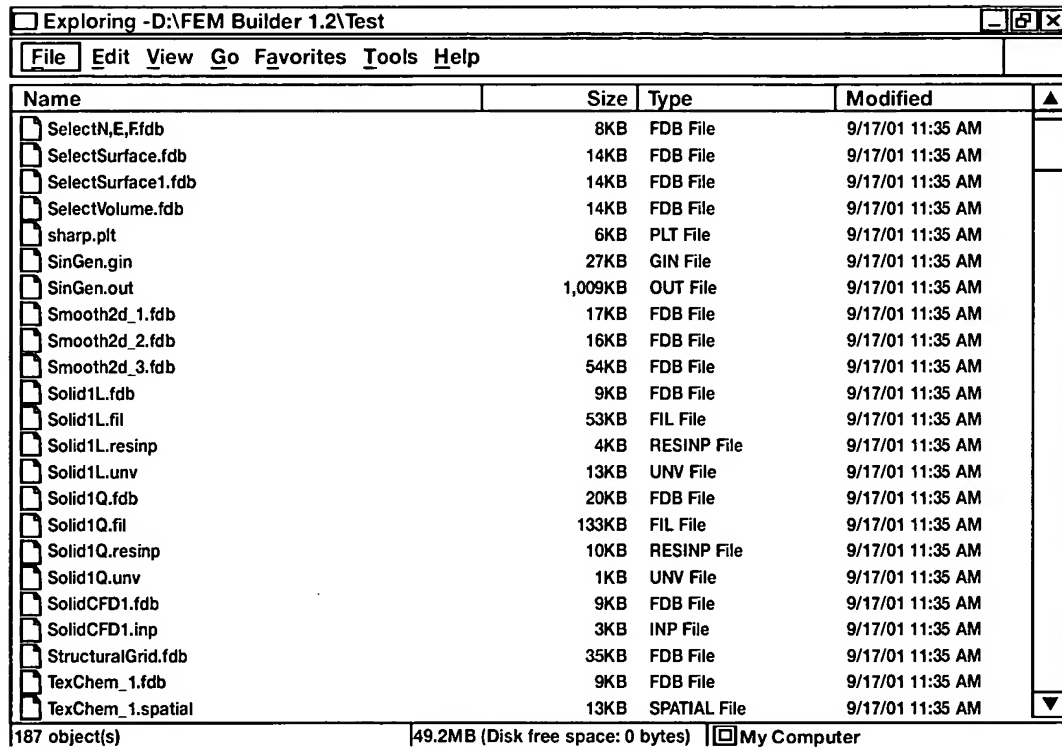 Exploring -D:\FEM Builder 1.2\Test
File Edit View Go Favorites Tools Help
Name Size Type Modified
SelectN,E,F.fdb 8KB FDB File 9/17/01 11:35 AM
SelectSurface.fdb 14KB FDB File 9/17/01 11:35 AM
SelectSurface1.fdb 14KB FDB File 9/17/01 11:35 AM
SelectVolume.fdb 14KB FDB File 9/17/01 11:35 AM
sharp.plt 6KB PLT File 9/17/01 11:35 AM
SinGen.gin 27KB GIN File 9/17/01 11:35 AM
SinGen.out 1,009KB OUT File 9/17/01 11:35 AM
Smooth2d_1.fdb 17KB FDB File 9/17/01 11:35 AM
Smooth2d_2.fdb 16KB FDB File 9/17/01 11:35 AM
Smooth2d_3.fdb 54KB FDB File 9/17/01 11:35 AM
Solid1L.fdb 9KB FDB File 9/17/01 11:35 AM
Solid1L.fil 53KB FIL File 9/17/01 11:35 AM
Solid1L.resinp 4KB RESINP File 9/17/01 11:35 AM
Solid1L.unv 13KB UNV File 9/17/01 11:35 AM
Solid1Q.fdb 20KB FDB File 9/17/01 11:35 AM
Solid1Q.fil 133KB FIL File 9/17/01 11:35 AM
Solid1Q.resinp 10KB RESINP File 9/17/01 11:35 AM
Solid1Q.unv 1KB UNV File 9/17/01 11:35 AM
SolidCFD1.fdb 9KB FDB File 9/17/01 11:35 AM
SolidCFD1.inp 3KB INP File 9/17/01 11:35 AM
StructuralGrid.fdb 35KB FDB File 9/17/01 11:35 AM
TexChem_1.fdb 9KB FDB File 9/17/01 11:35 AM
TexChem_1.spatial 13KB SPATIAL File 9/17/01 11:35 AM
187 object(s) 49.2MB (Disk free space: 0 bytes) My Computer